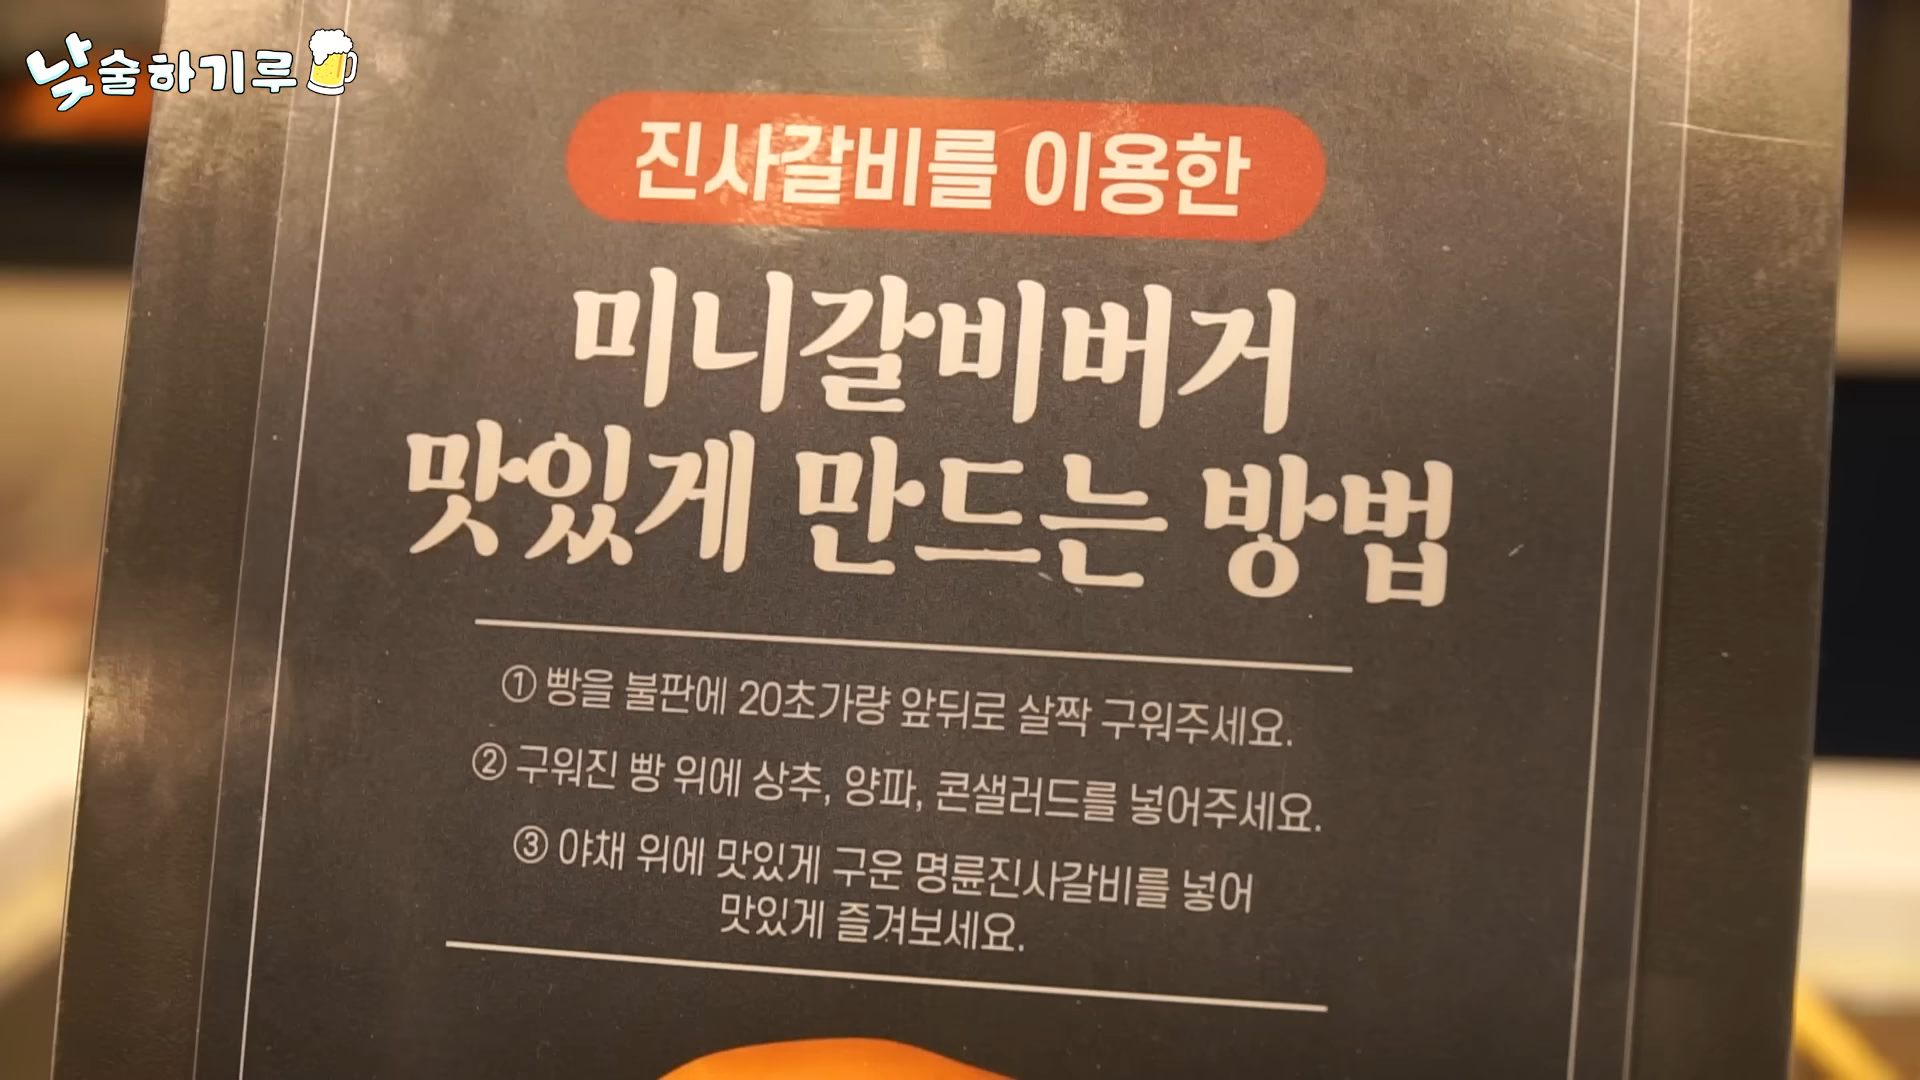 낮술하기루
진사갈비를 이용한
미니갈비버거
맛있게 만드는 방법
① 빵을 불판에 20초가량 앞뒤로 살짝 구워주세요.
② 구워진 빵 위에 상추, 양파, 콘샐러드를 넣어주세요.
③ 야채 위에 맛있게 구운 명륜진사갈비를 넣어
맛있게 즐겨보세요.